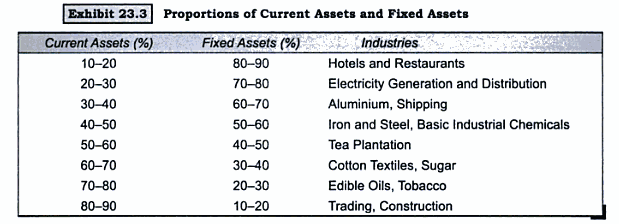 Exhibit 23.3 Proportions of Current Assets and Fixed Assets
Current Assets (%) Fixed Assets (%) Industries
10–20 80–90 Hotels and Restaurants
20–30 70–80 Electricity Generation and Distribution
30–40 60–70 Aluminium, Shipping
40–50 50–60 Iron and Steel, Basic Industrial Chemicals
50–60 40–50 Tea Plantation
60–70 30–40 Cotton Textiles, Sugar
70–80 20–30 Edible Oils, Tobacco
80–90 10–20 Trading, Construction